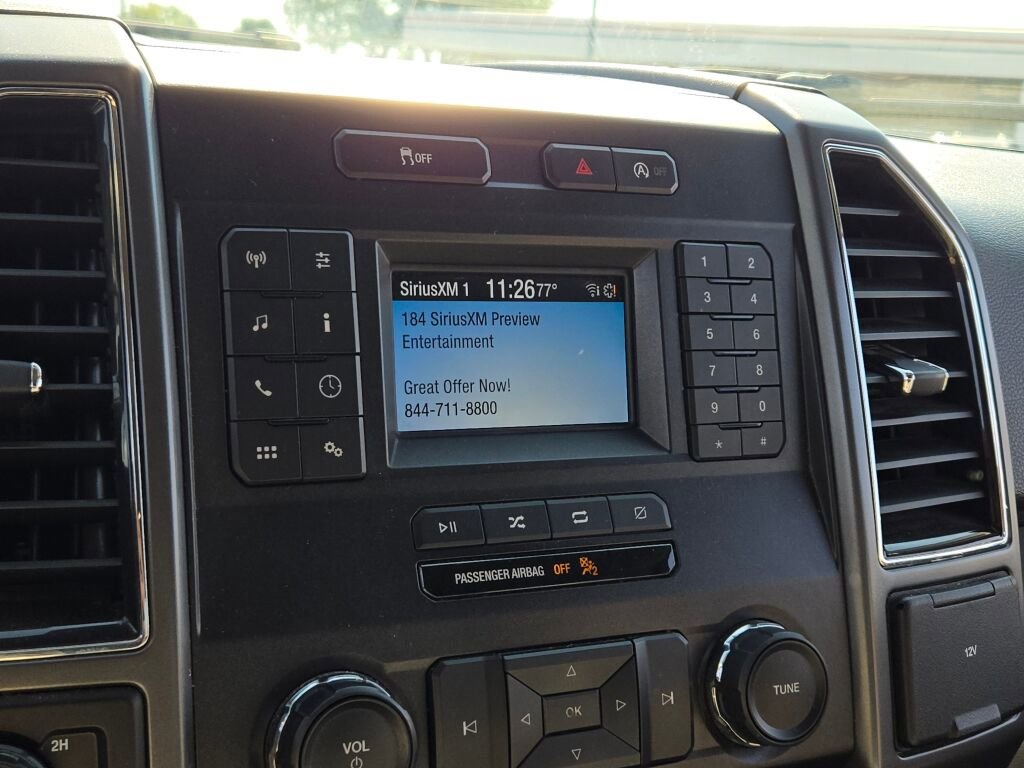 OFF
A OFF
SiriusXM 1 11:26 77°
184 SiriusXM Preview
Entertainment
Great Offer Now!
844-711-8800
i
1 2
3 4
5 6
7 8
9 0
* #
PASSENGER AIRBAG OFF 2
12V
2H
VOL
OK
TUNE